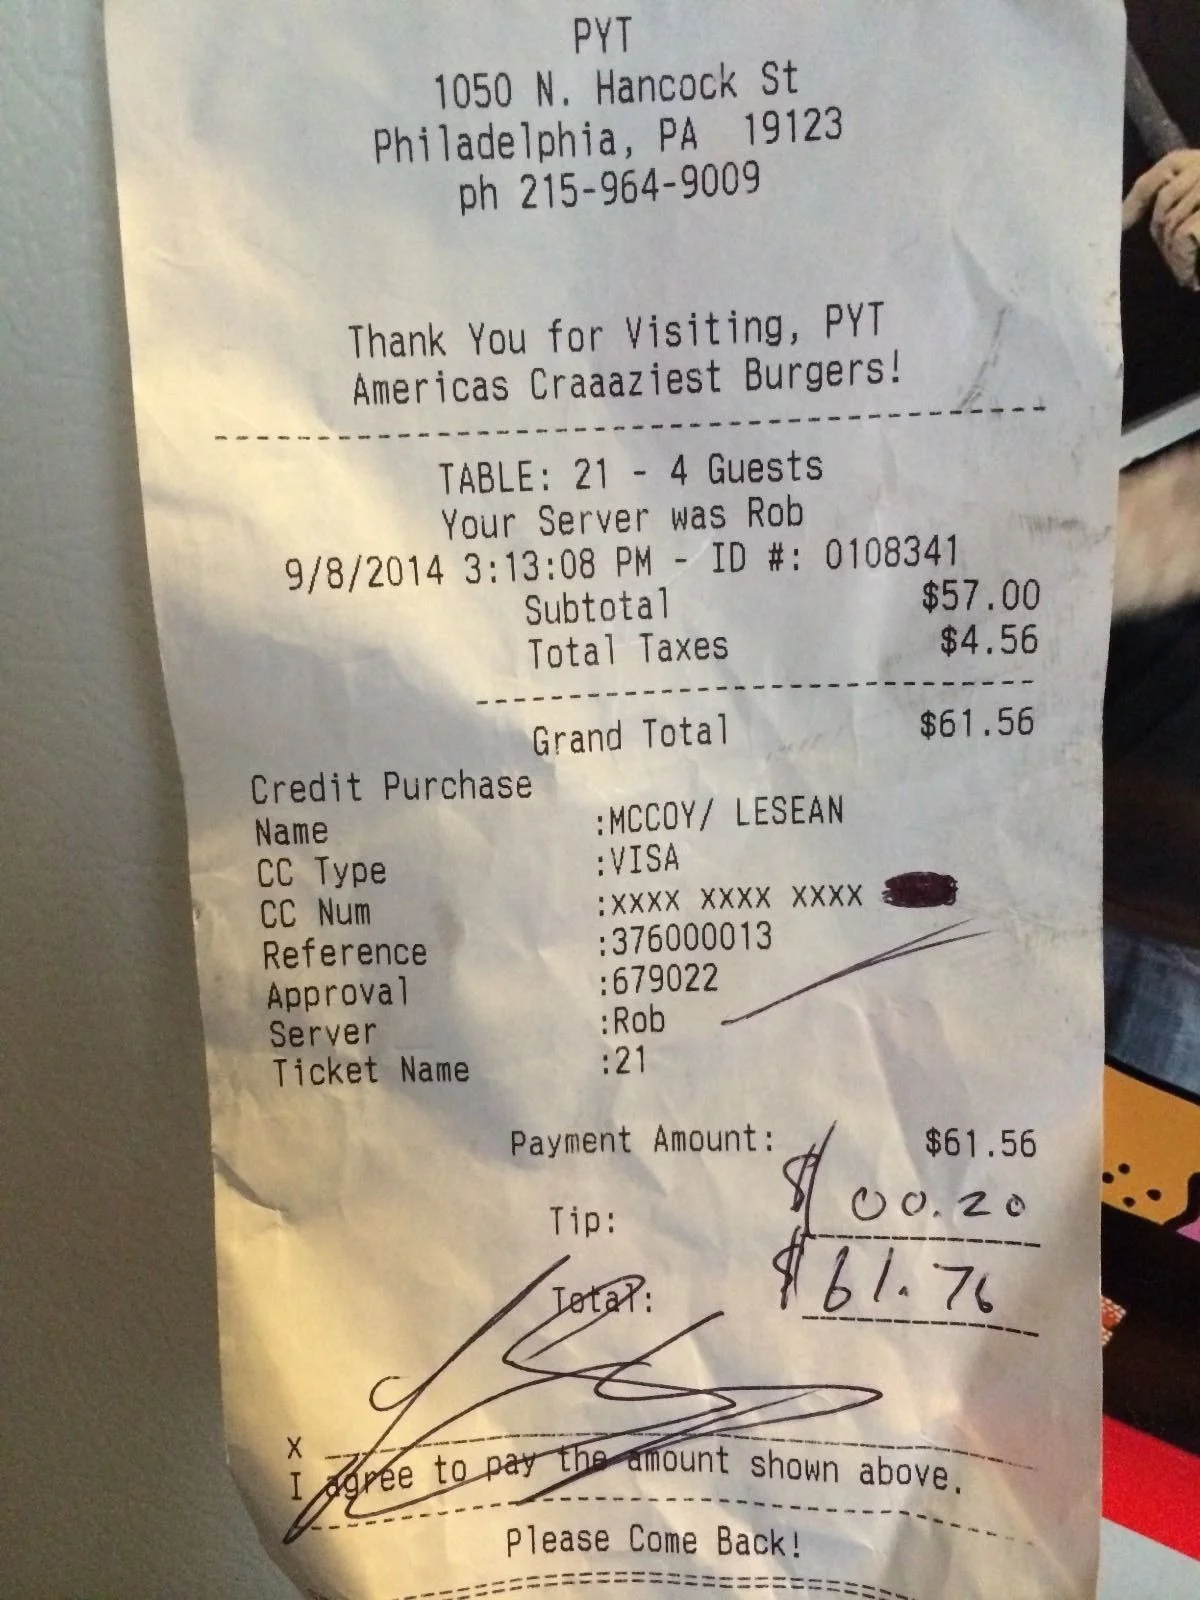 PYT
1050 N. Hancock St
Philadelphia, PA 19123
ph 215-964-9009
Thank You for Visiting, PYT
Americas Craaaziest Burgers!
TABLE: 21 - 4 Guests
Your Server was Rob
9/8/2014 3:13:08 PM - ID #: 0108341
Subtotal $57.00
Total Taxes $4.56
Grand Total $61.56
Credit Purchase
Name :MCCOY/ LESEAN
CC Type :VISA
CC Num :xxxx xxxx xxxx
Reference :376000013
Approval :679022
Server :Rob
Ticket Name :21
Payment Amount: $61.56
Tip: $ 00.20
Total: $ 61.76
x
I agree to pay the amount shown above.
Please Come Back!